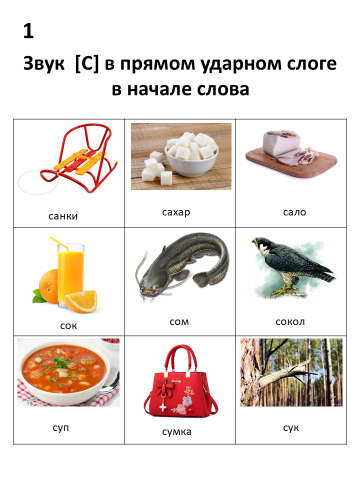 1
Звук [С] в прямом ударном слоге
в начале слова
санки
сахар
сало
сок
сом
сокол
суп
сумка
сук